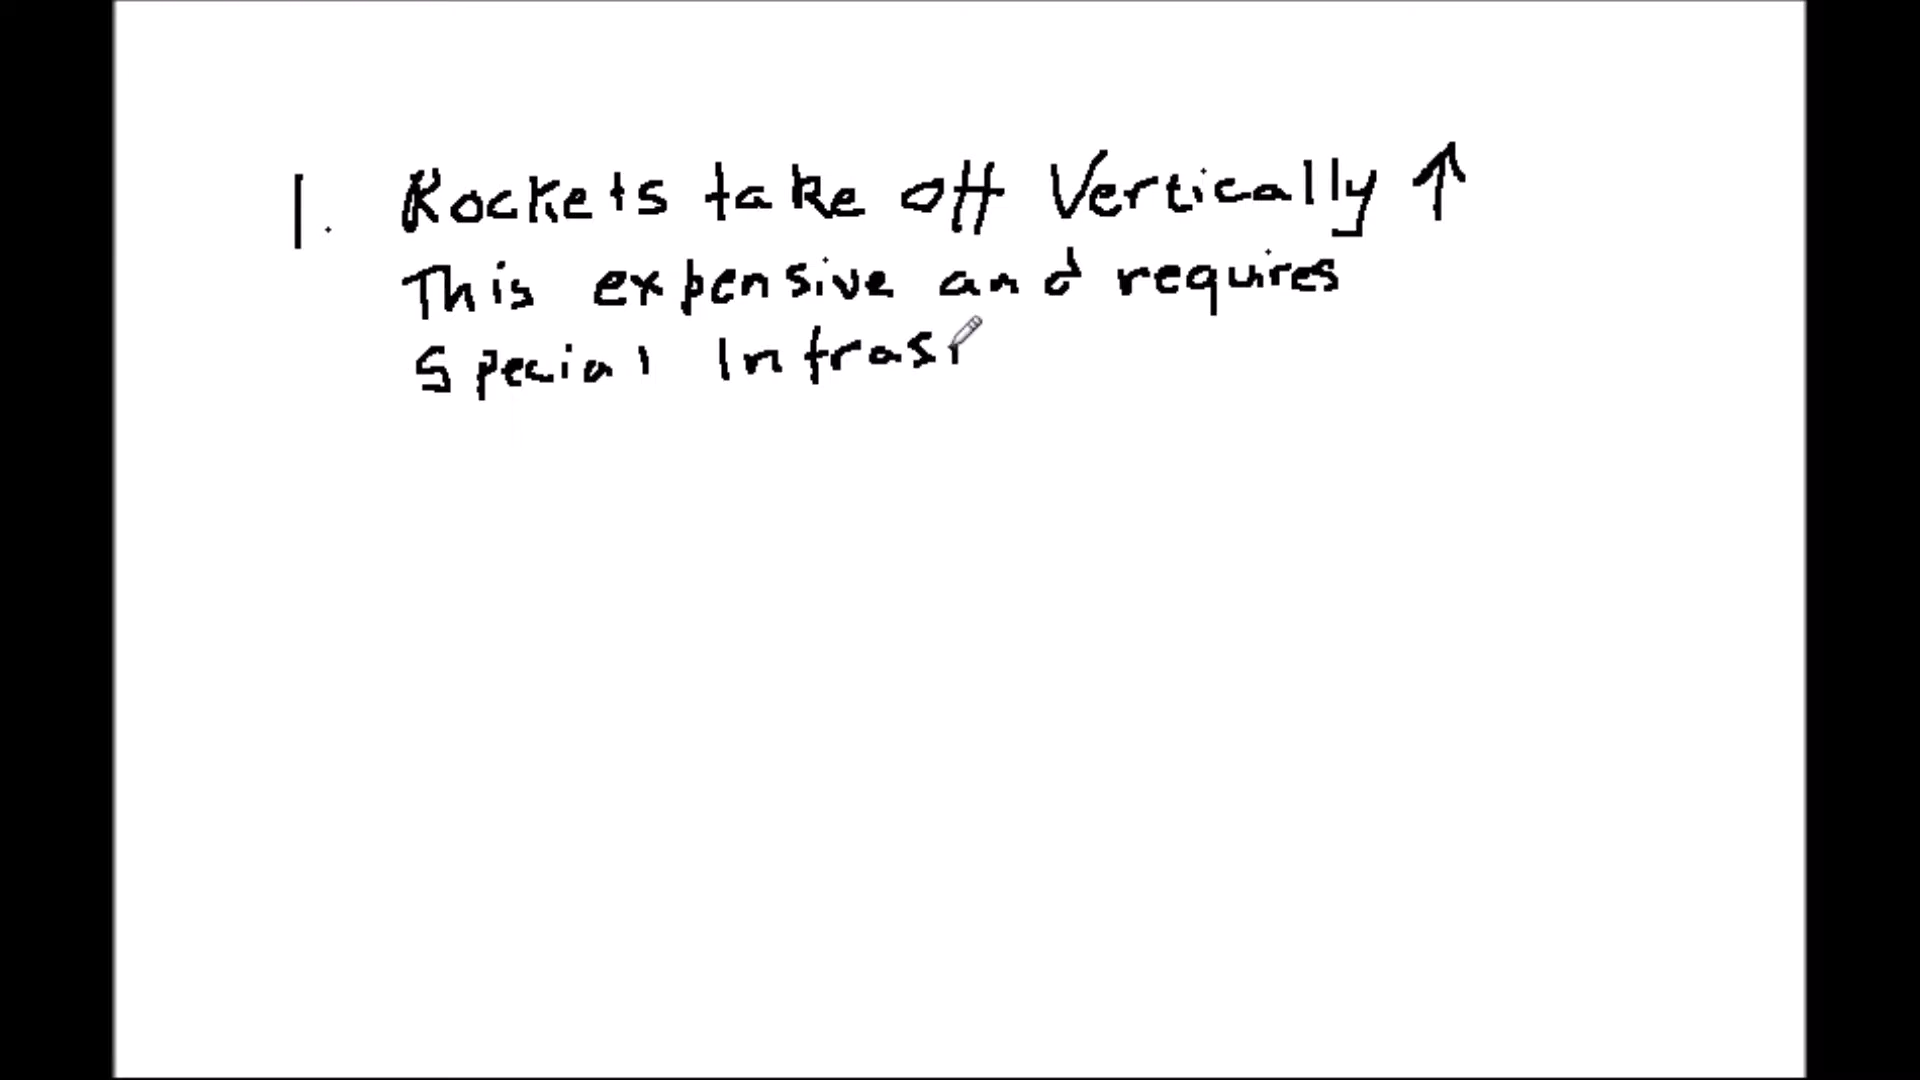 1. Rockets take off Vertically ↑
This expensive and requires
Special Infras